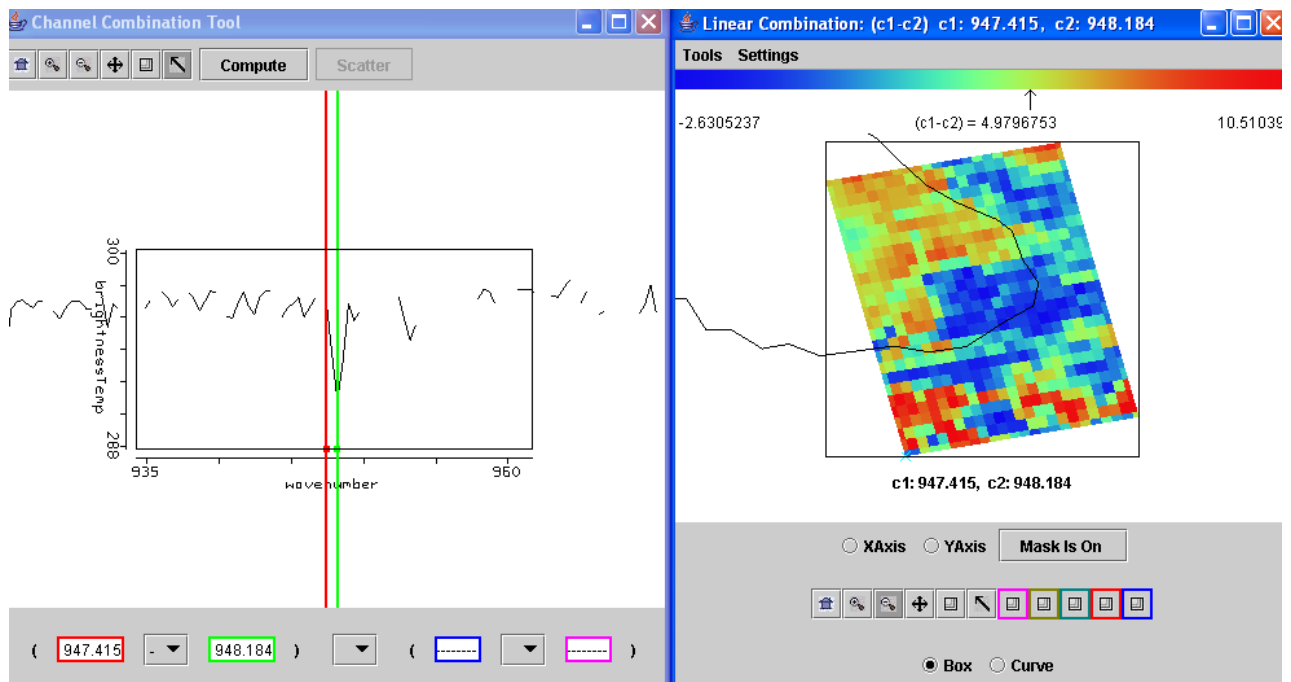 Channel Combination Tool
Compute
Scatter
300
brightnessTemp
288
935
960
wavenumber
( 947.415 - 948.184 ) ( -------- -------- )
Linear Combination: (c1-c2) c1: 947.415, c2: 948.184
Tools Settings
-2.6305237 (c1-c2) = 4.9796753 10.51039
c1: 947.415, c2: 948.184
XAxis YAxis Mask Is On
Box Curve